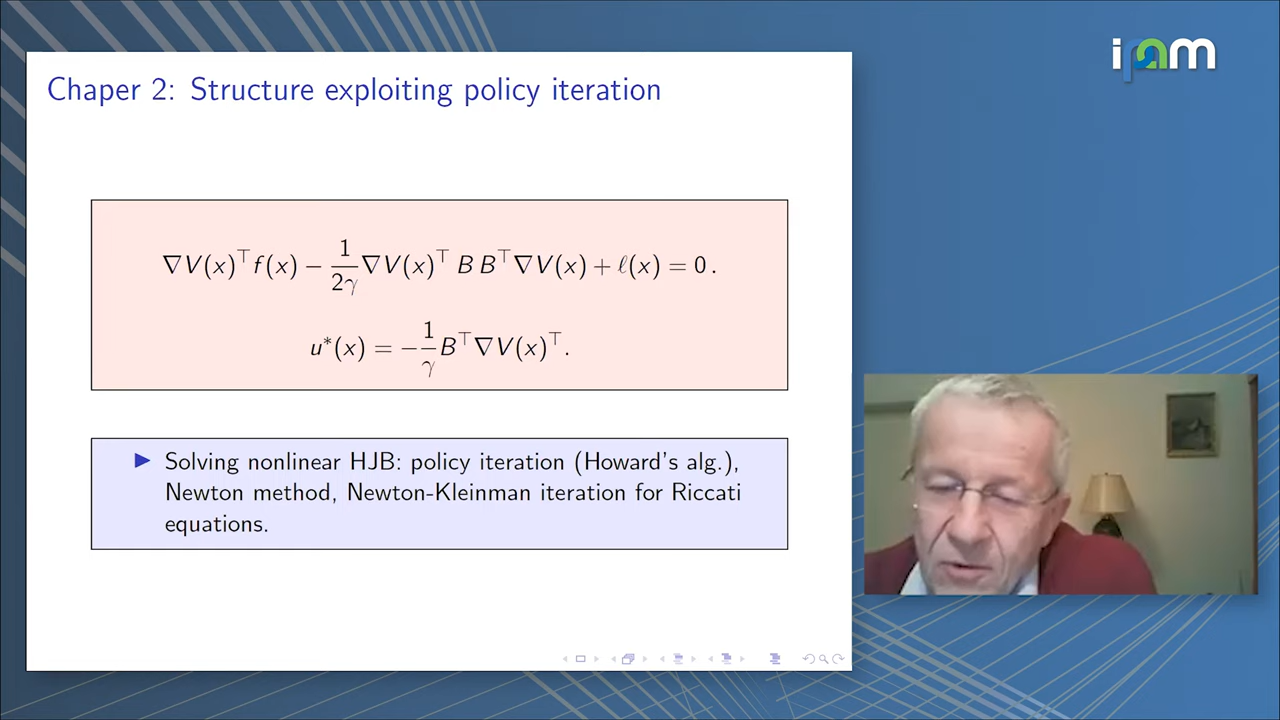 ipam
Chaper 2: Structure exploiting policy iteration
∇V(x)^⊤ f(x) − 1/2γ ∇V(x)^⊤ B B^⊤ ∇V(x) + ℓ(x) = 0 .
u*(x) = − 1/γ B^⊤ ∇V(x)^⊤.
▶ Solving nonlinear HJB: policy iteration (Howard's alg.),
Newton method, Newton-Kleinman iteration for Riccati
equations.